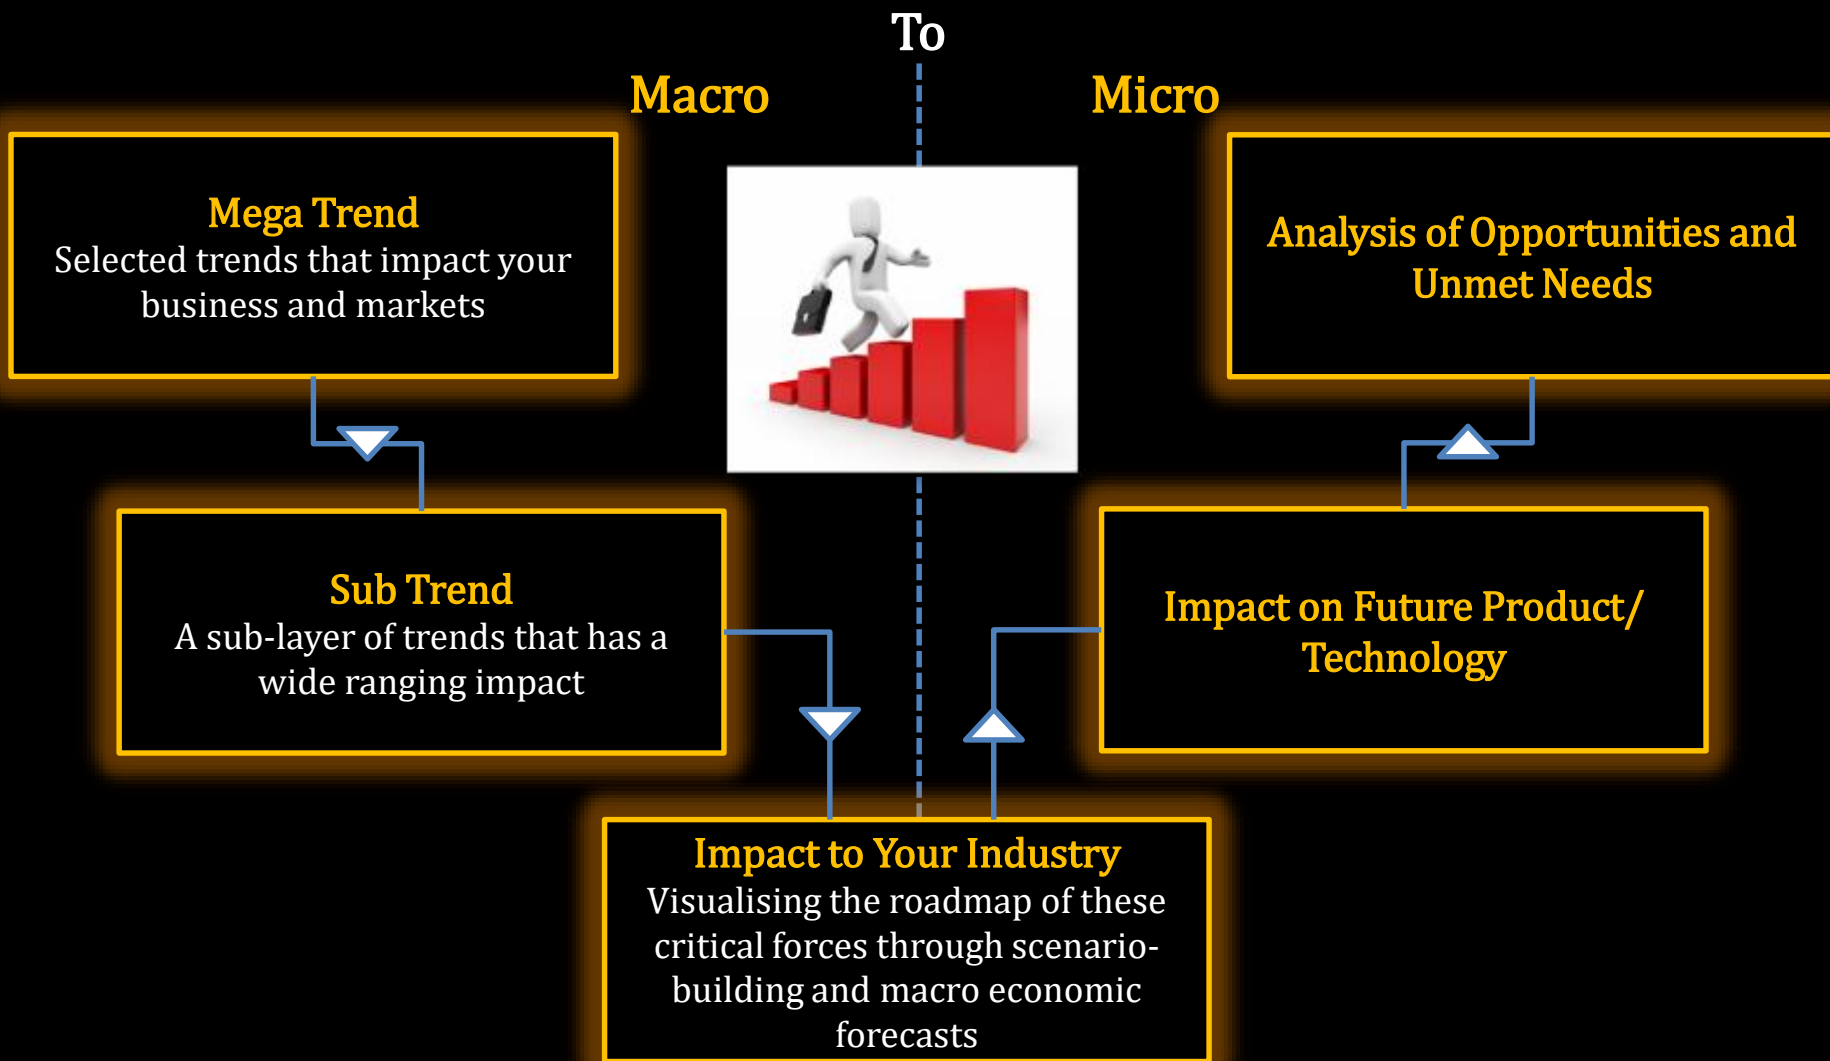 To
Macro
Micro
Mega Trend
Selected trends that impact your
business and markets
Analysis of Opportunities and
Unmet Needs
Sub Trend
A sub-layer of trends that has a
wide ranging impact
Impact on Future Product/
Technology
Impact to Your Industry
Visualising the roadmap of these
critical forces through scenario-
building and macro economic
forecasts